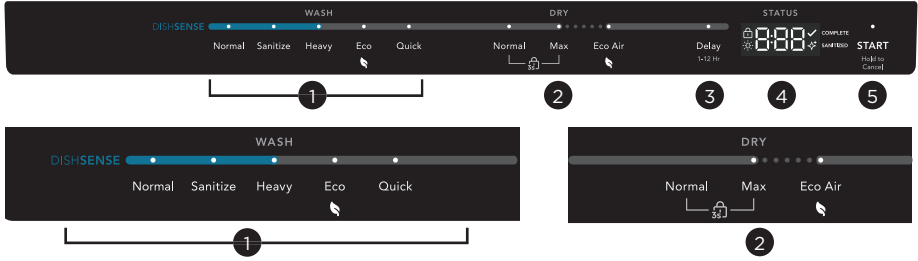 WASH DRY STATUS
DISHSENSE
8:88 COMPLETE
SANITIZED
Normal Sanitize Heavy Eco Quick Normal Max Eco Air Delay START
3s 1-12 Hr Hold to
Cancel
1 2 3 4 5
WASH DRY
DISHSENSE
Normal Sanitize Heavy Eco Quick Normal Max Eco Air
3s
1 2